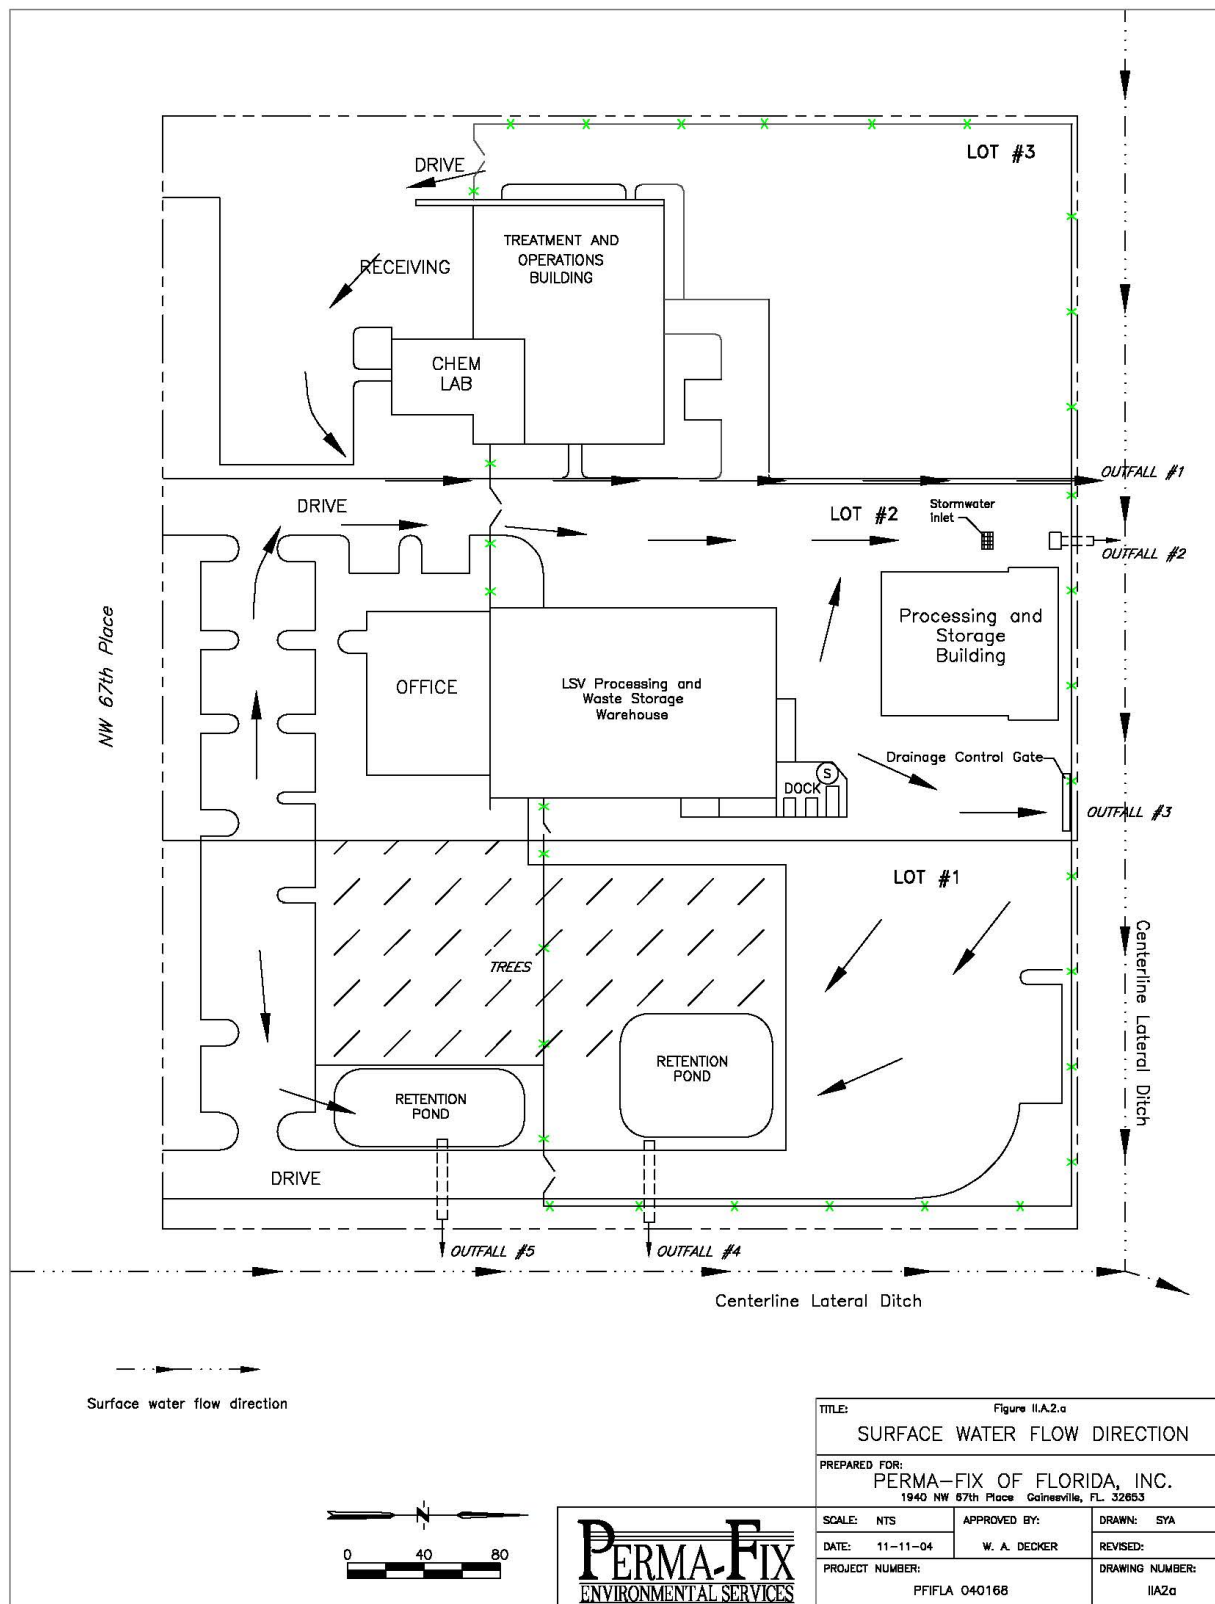 LOT #3
DRIVE
TREATMENT AND
OPERATIONS
BUILDING
RECEIVING
CHEM
LAB
OUTFALL #1
DRIVE
LOT #2
Stormwater
inlet
OUTFALL #2
NW 67th Place
Processing and
Storage
Building
OFFICE
LSV Processing and
Waste Storage
Warehouse
Drainage Control Gate
S
DOCK
OUTFALL #3
LOT #1
TREES
Centerline Lateral Ditch
RETENTION
POND
RETENTION
POND
DRIVE
OUTFALL #5
OUTFALL #4
Centerline Lateral Ditch
Surface water flow direction
N
0 40 80
PERMA-FIX
ENVIRONMENTAL SERVICES
TITLE: Figure II.A.2.a
SURFACE WATER FLOW DIRECTION
PREPARED FOR:
PERMA-FIX OF FLORIDA, INC.
1940 NW 67th Place Gainesville, FL. 32653
SCALE: NTS APPROVED BY: DRAWN: SYA
DATE: 11-11-04 W. A. DECKER REVISED:
PROJECT NUMBER: DRAWING NUMBER:
PFIFLA 040168 IIA2a